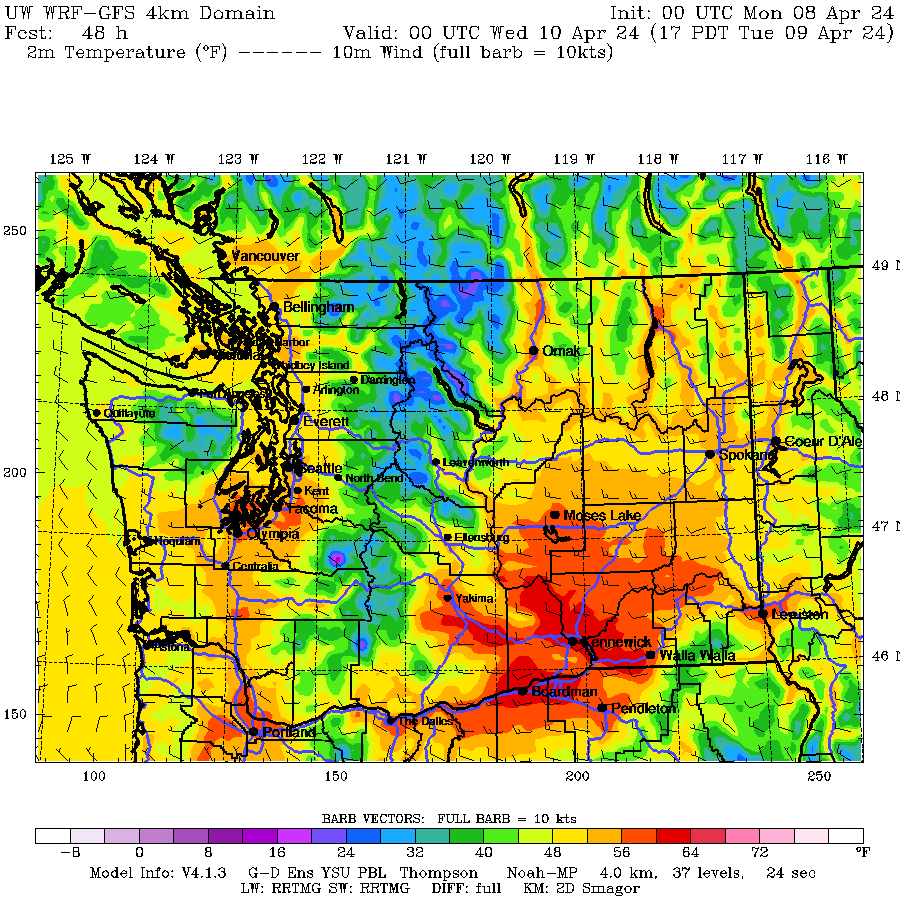 UW WRF-GFS 4km Domain Init: 00 UTC Mon 08 Apr 24
Fcst: 48 h Valid: 00 UTC Wed 10 Apr 24 (17 PDT Tue 09 Apr 24)
2m Temperature (°F) ------ 10m Wind (full barb = 10kts)
125 W 124 W 123 W 122 W 121 W 120 W 119 W 118 W 117 W 116 W
250
Vancouver
49 N
Bellingham
Harbor
Omak
Victoria
Whidbey Island
Darrington
Arlington
Port Angeles
48 N
Quillayute
Everett
Coeur D'Ale
Spokane
200
Seattle
Leavenworth
North Bend
Kent
Tacoma
Moses Lake
47 N
Olympia
Hoquiam
Ellensburg
Centralia
Yakima
Lewiston
Astoria
Kennewick
Walla Walla
46 N
Boardman
Pendleton
150
The Dalles
Portland
100 150 200 250
BARB VECTORS: FULL BARB = 10 kts
-8 0 8 16 24 32 40 48 56 64 72 °F
Model Info: V4.1.3 G-D Ens YSU PBL Thompson Noah-MP 4.0 km, 37 levels, 24 sec
LW: RRTMG SW: RRTMG DIFF: full KM: 2D Smagor